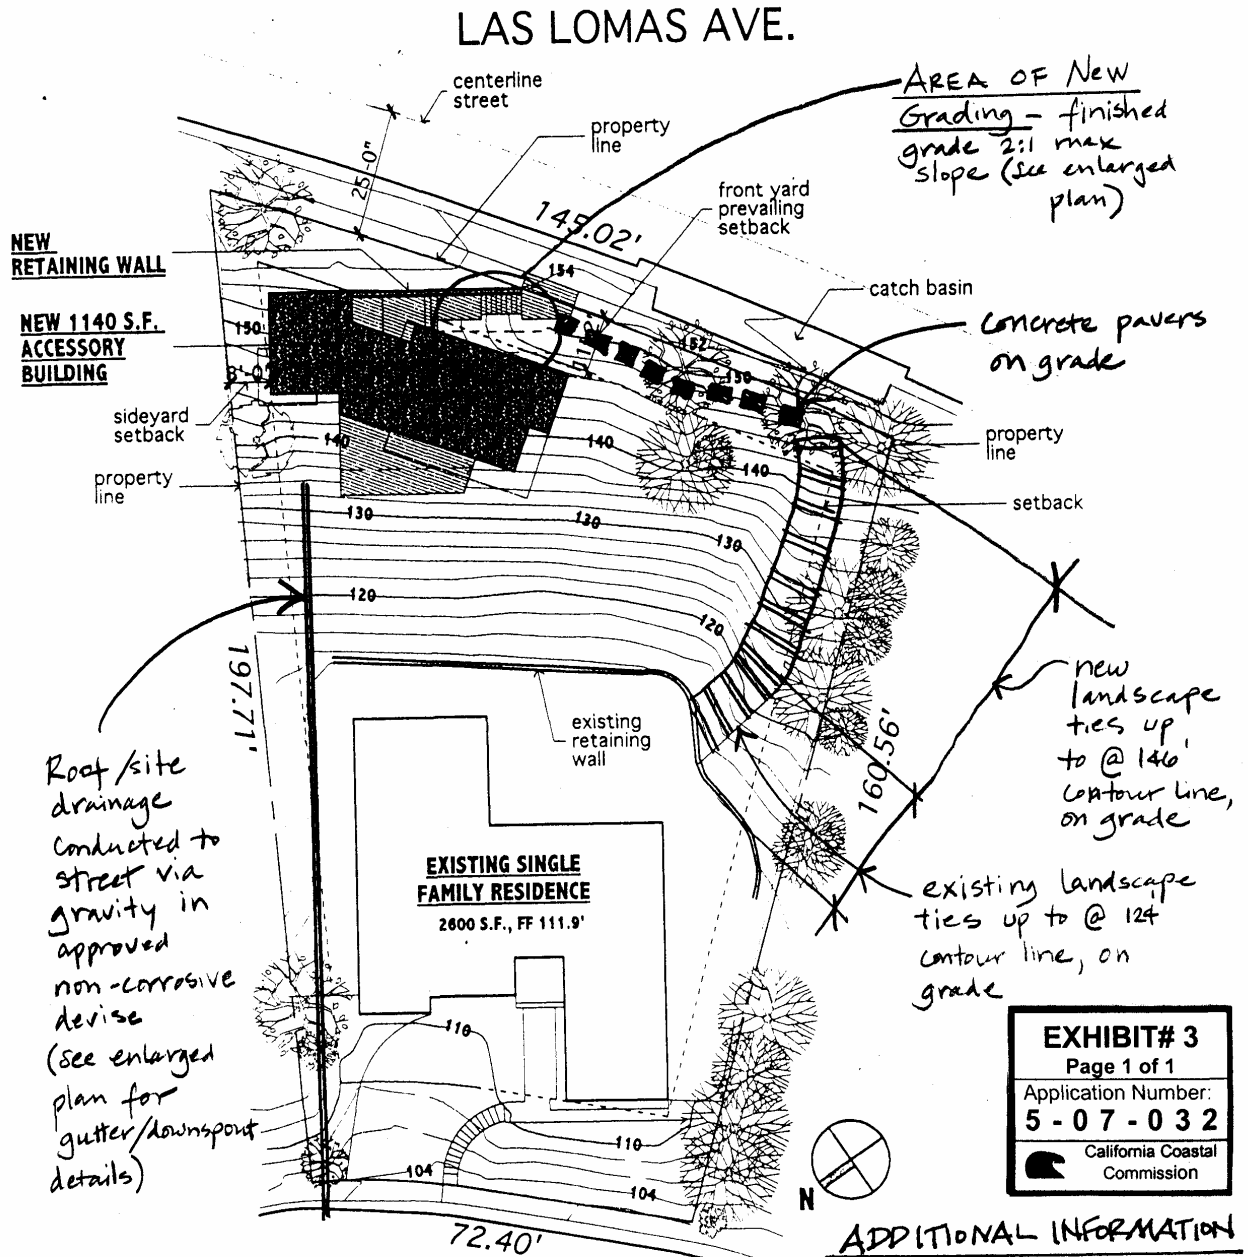 LAS LOMAS AVE.
centerline
street
AREA OF New
Grading - finished
grade 2:1 max
slope (see enlarged
plan)
property
line
25'-0"
front yard
prevailing
setback
145.02'
NEW
RETAINING WALL
154
catch basin
NEW 1140 S.F.
ACCESSORY
BUILDING
150
concrete pavers
on grade
152
150
8'-0"
sideyard
setback
140
140
140
property
line
property
line
setback
130
130
130
120
120
197.71'
existing
retaining
wall
new
landscape
ties up
to @ 146'
contour line,
on grade
160.56'
Roof/site
drainage
conducted to
street via
gravity in
approved
non-corrosive
devise
(see enlarged
plan for
gutter/downspout
details)
EXISTING SINGLE
FAMILY RESIDENCE
2600 S.F., FF 111.9'
existing landscape
ties up to @ 124'
contour line, on
grade
110
110
104
104
72.40'
N
EXHIBIT# 3
Page 1 of 1
Application Number:
5-07-032
California Coastal
Commission
ADDITIONAL INFORMATION